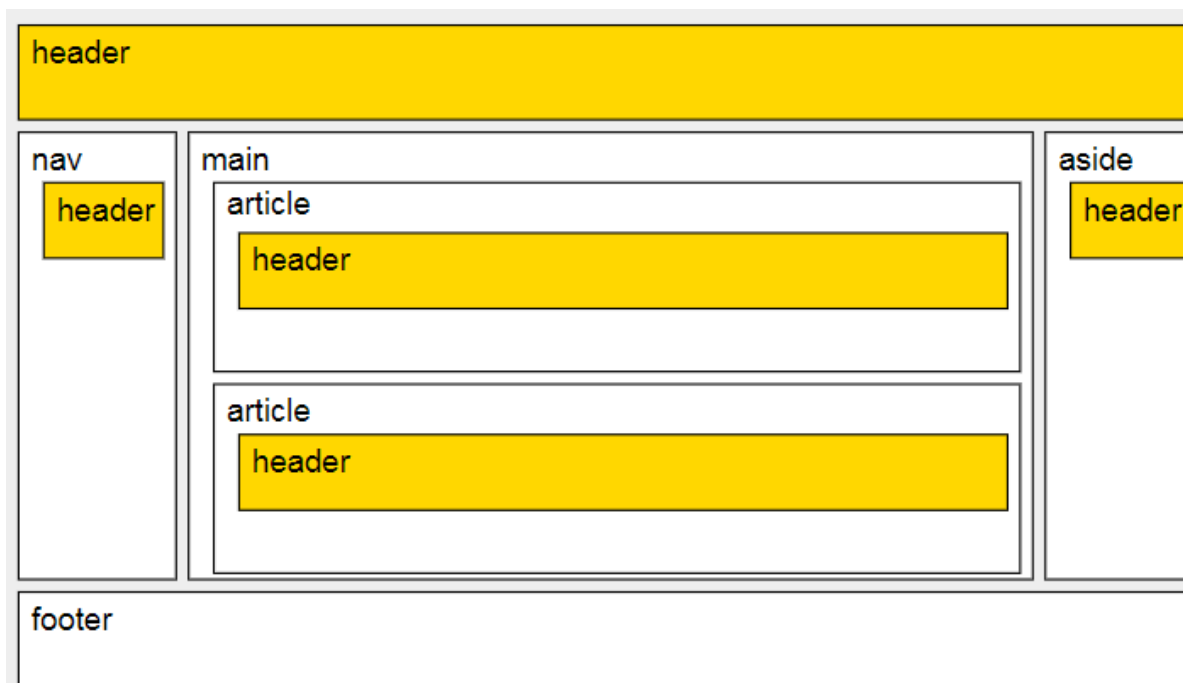 header
nav
header
main
article
header
article
header
aside
header
footer